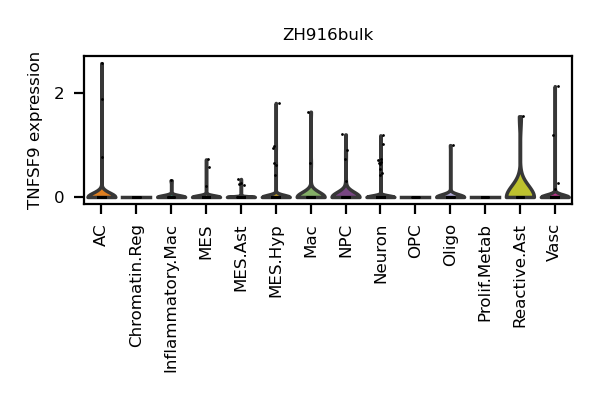 ZH916bulk
TNFSF9 expression
2
0
AC
Chromatin.Reg
Inflammatory.Mac
MES
MES.Ast
MES.Hyp
Mac
NPC
Neuron
OPC
Oligo
Prolif.Metab
Reactive.Ast
Vasc